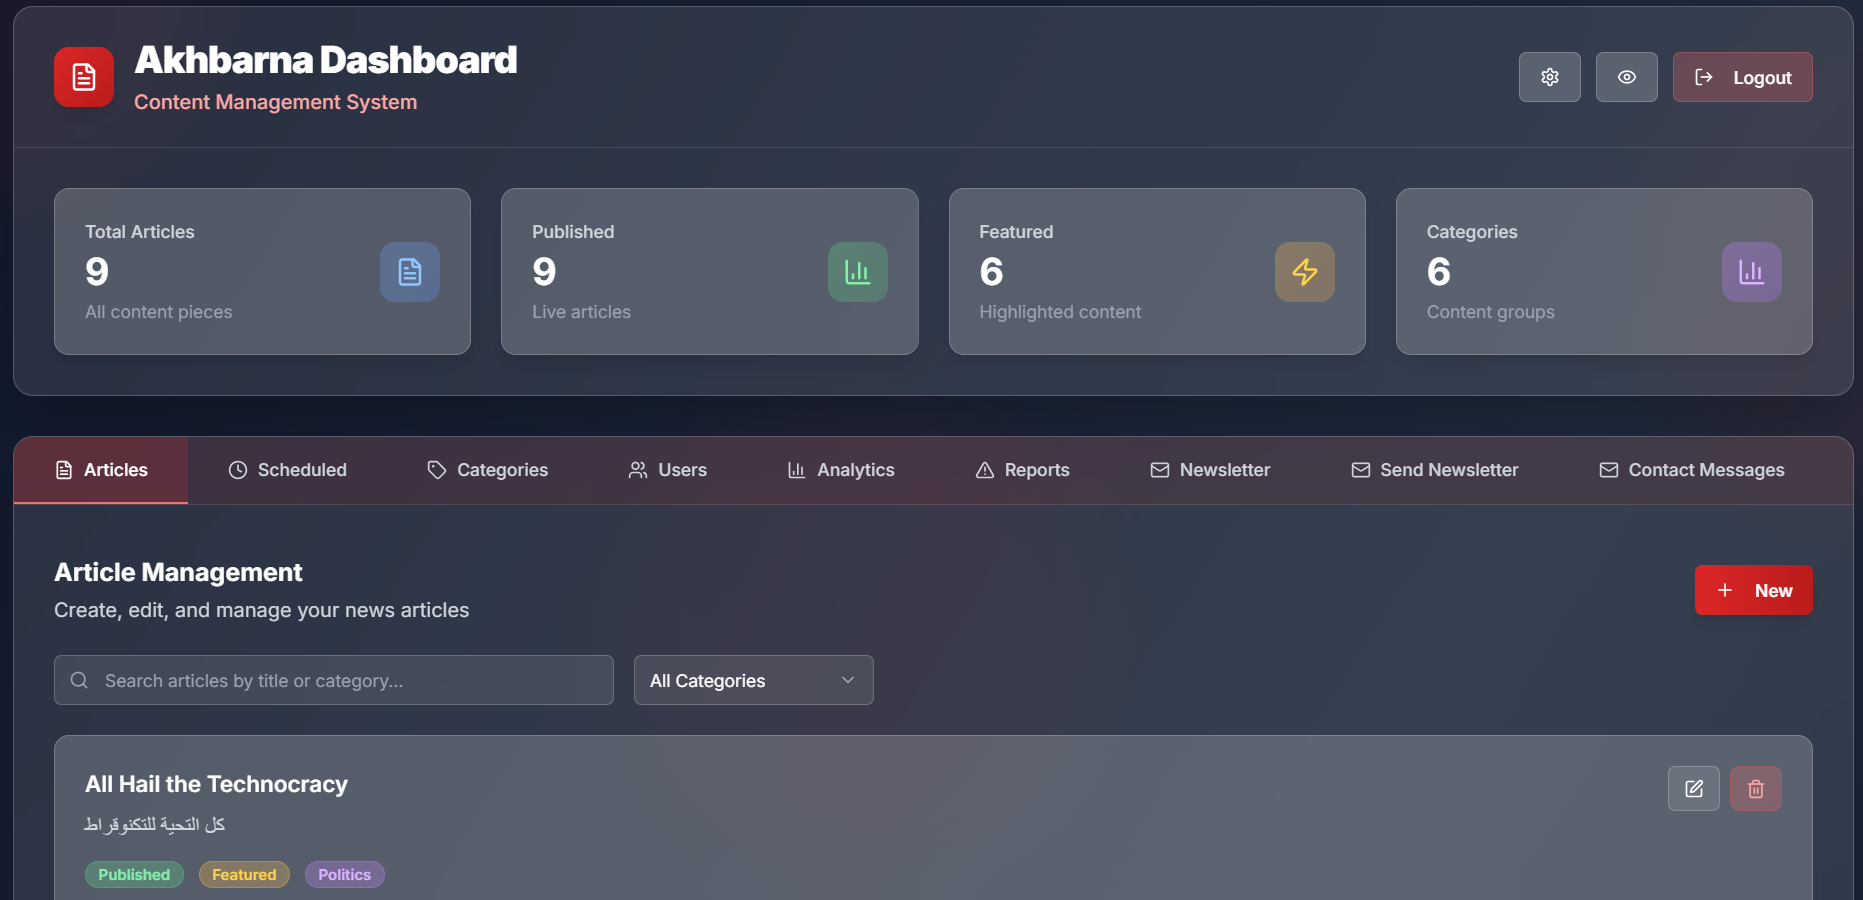 Akhbarna Dashboard
Content Management System
Logout
Total Articles
9
All content pieces
Published
9
Live articles
Featured
6
Highlighted content
Categories
6
Content groups
Articles
Scheduled
Categories
Users
Analytics
Reports
Newsletter
Send Newsletter
Contact Messages
Article Management
Create, edit, and manage your news articles
New
Search articles by title or category...
All Categories
All Hail the Technocracy
كل التحية للتكنوقراط
Published
Featured
Politics